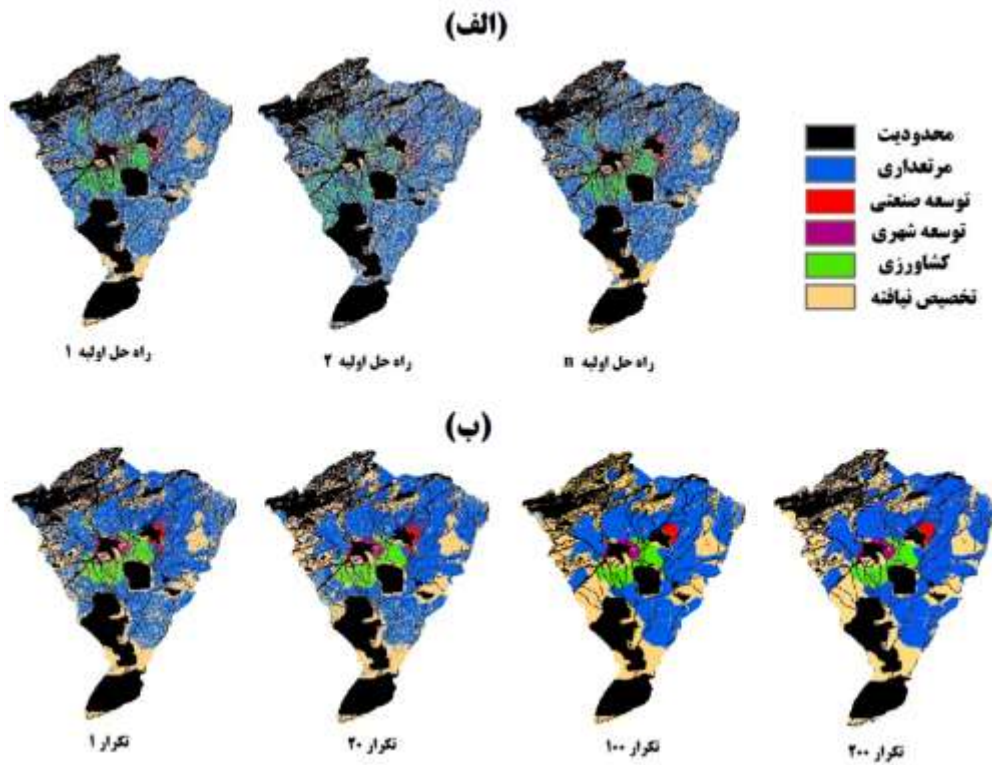 (الف)
محدودیت
مرتعداری
توسعه صنعتی
توسعه شهری
کشاورزی
تخصیص نیافته
راه حل اولیه ۱
راه حل اولیه ۲
راه حل اولیه n
(ب)
تکرار ۱
تکرار ۲۰
تکرار ۱۰۰
تکرار ۲۰۰